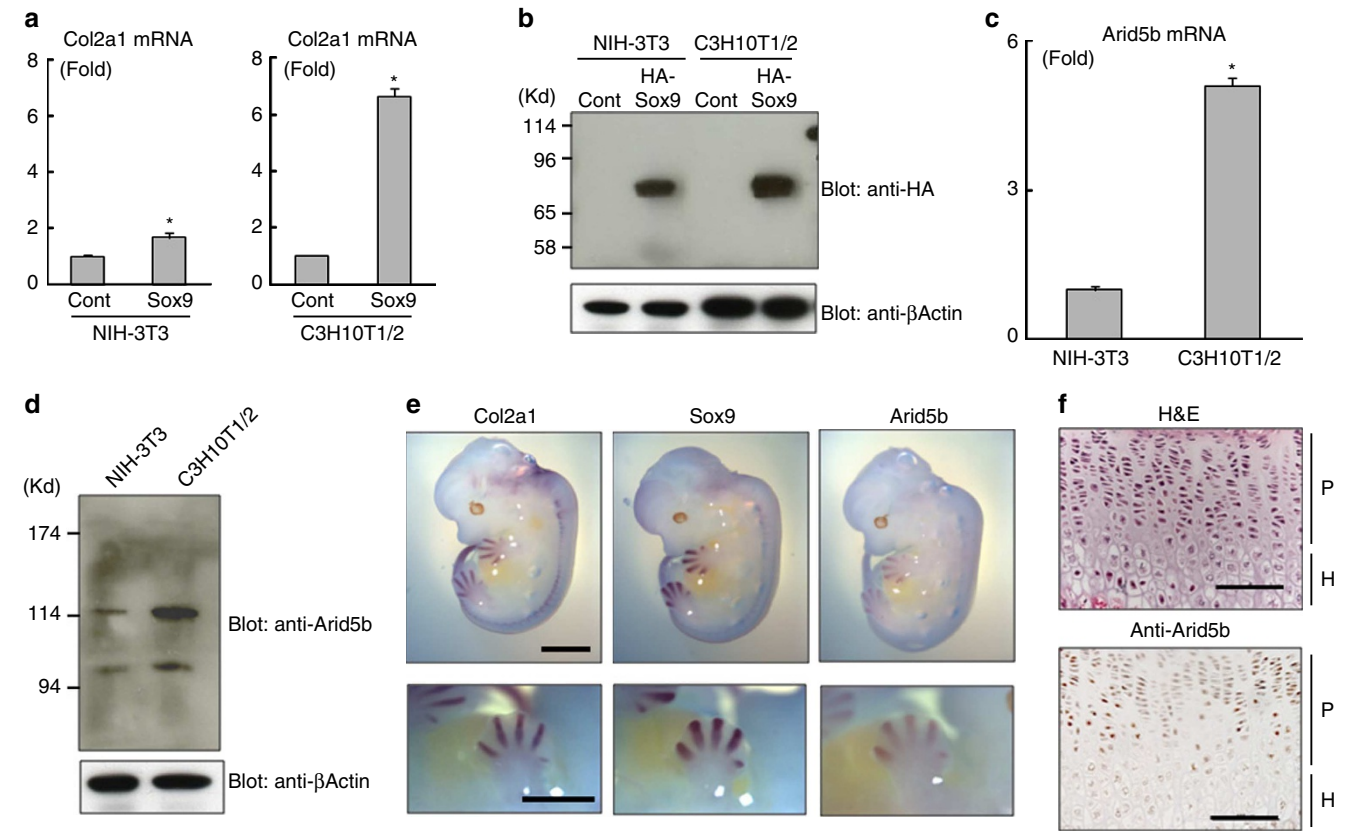 a
Col2a1 mRNA
(Fold)
8
6
4
2
0
Cont Sox9
NIH-3T3
Col2a1 mRNA
(Fold)
8
6
4
2
0
*
*
Cont Sox9
C3H10T1/2
b
NIH-3T3 C3H10T1/2
HA- HA-
(Kd) Cont Sox9 Cont Sox9
114
96
65
58
Blot: anti-HA
Blot: anti-βActin
c
Arid5b mRNA
(Fold)
6
3
0
*
NIH-3T3 C3H10T1/2
d
NIH-3T3
C3H10T1/2
(Kd)
174
114
94
Blot: anti-Arid5b
Blot: anti-βActin
e
Col2a1 Sox9 Arid5b
f
H&E
P
H
Anti-Arid5b
P
H